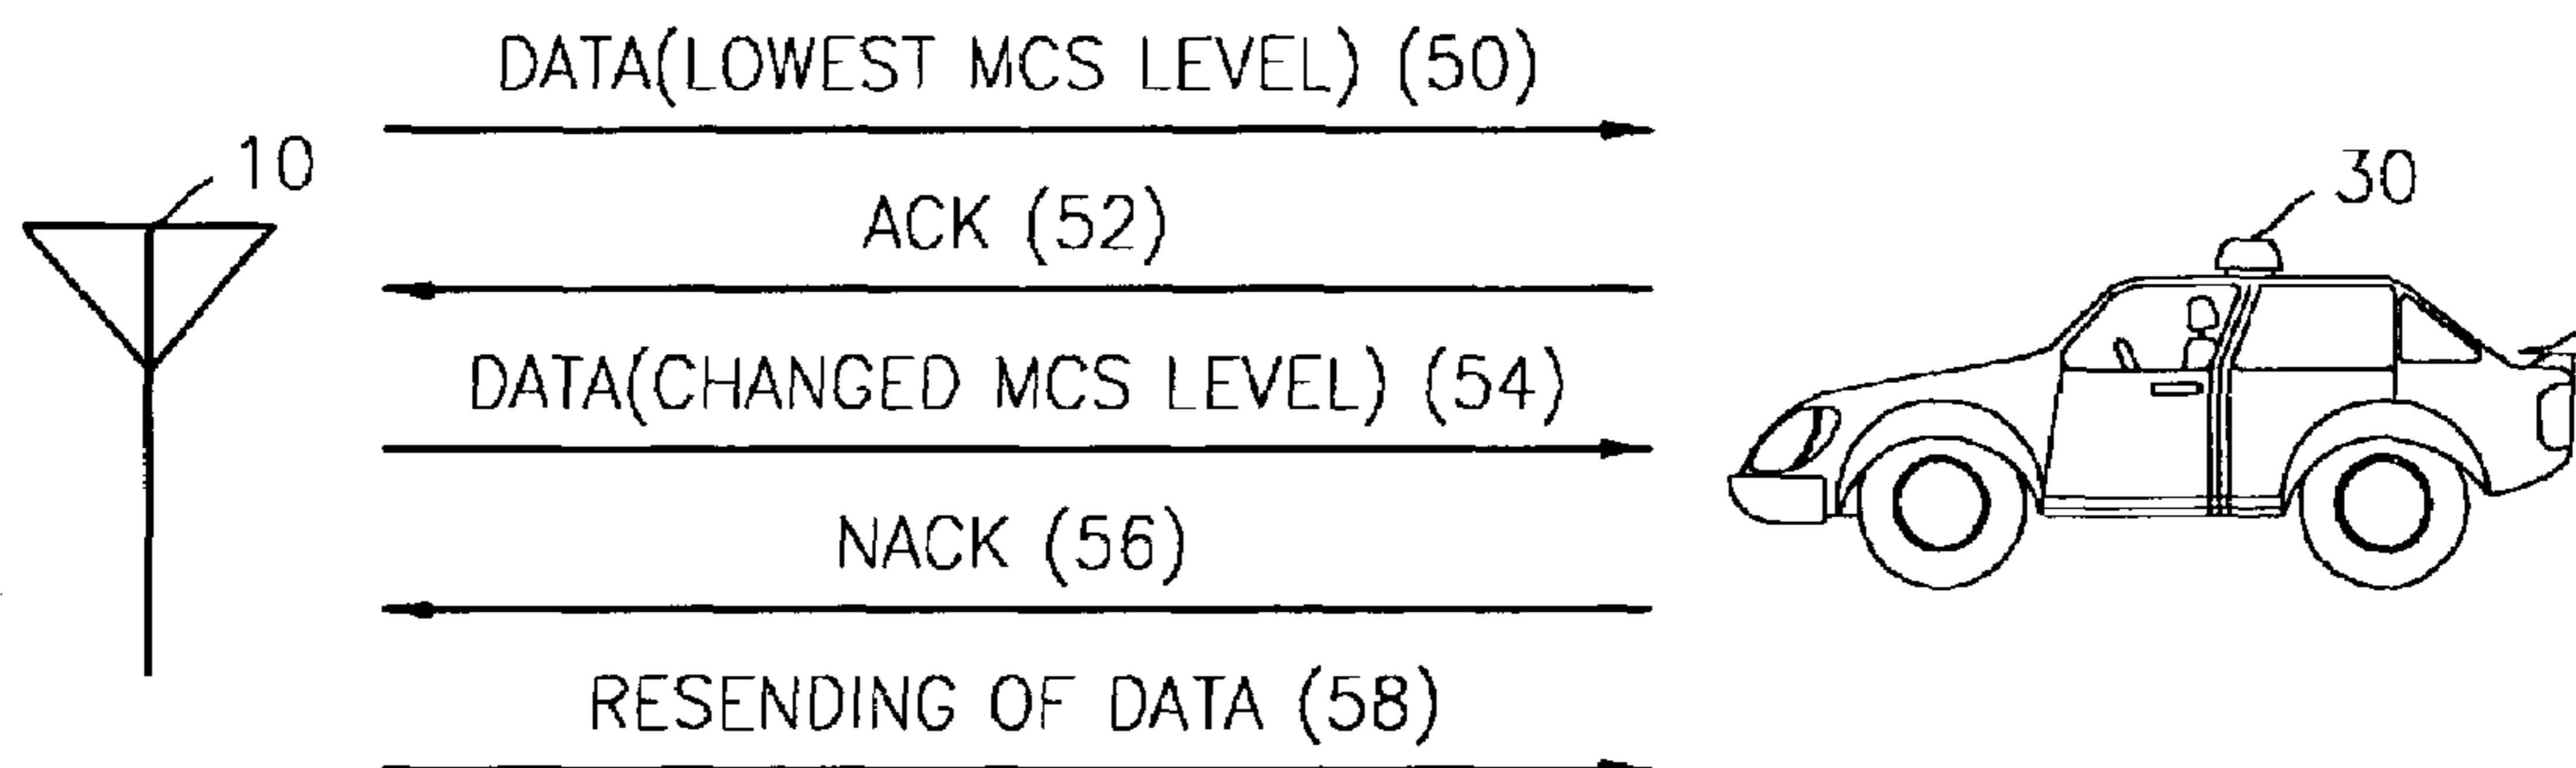 DATA(LOWEST MCS LEVEL) (50)
10
30
ACK (52)
DATA(CHANGED MCS LEVEL) (54)
NACK (56)
RESENDING OF DATA (58)